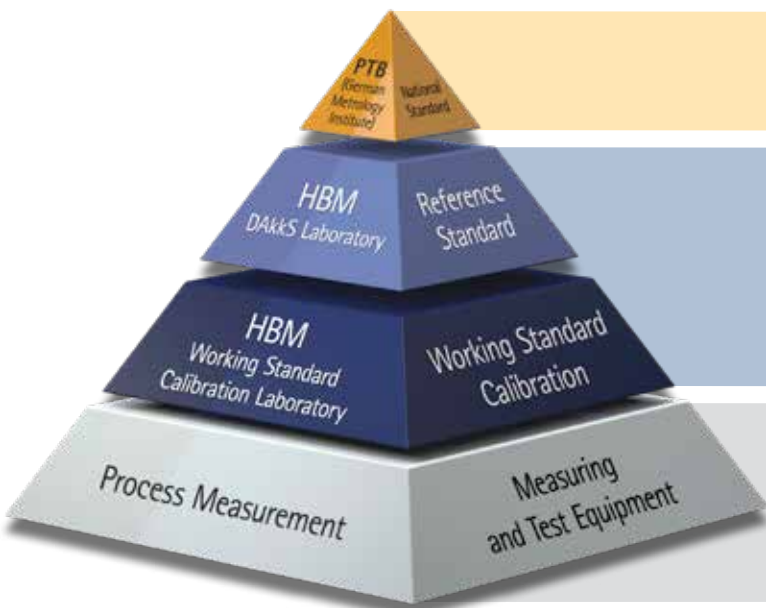 PTB
(German
Metrology
Institute)
National
Standard
HBM
DAkkS Laboratory
Reference
Standard
HBM
Working Standard
Calibration Laboratory
Working Standard
Calibration
Process Measurement
Measuring
and Test Equipment